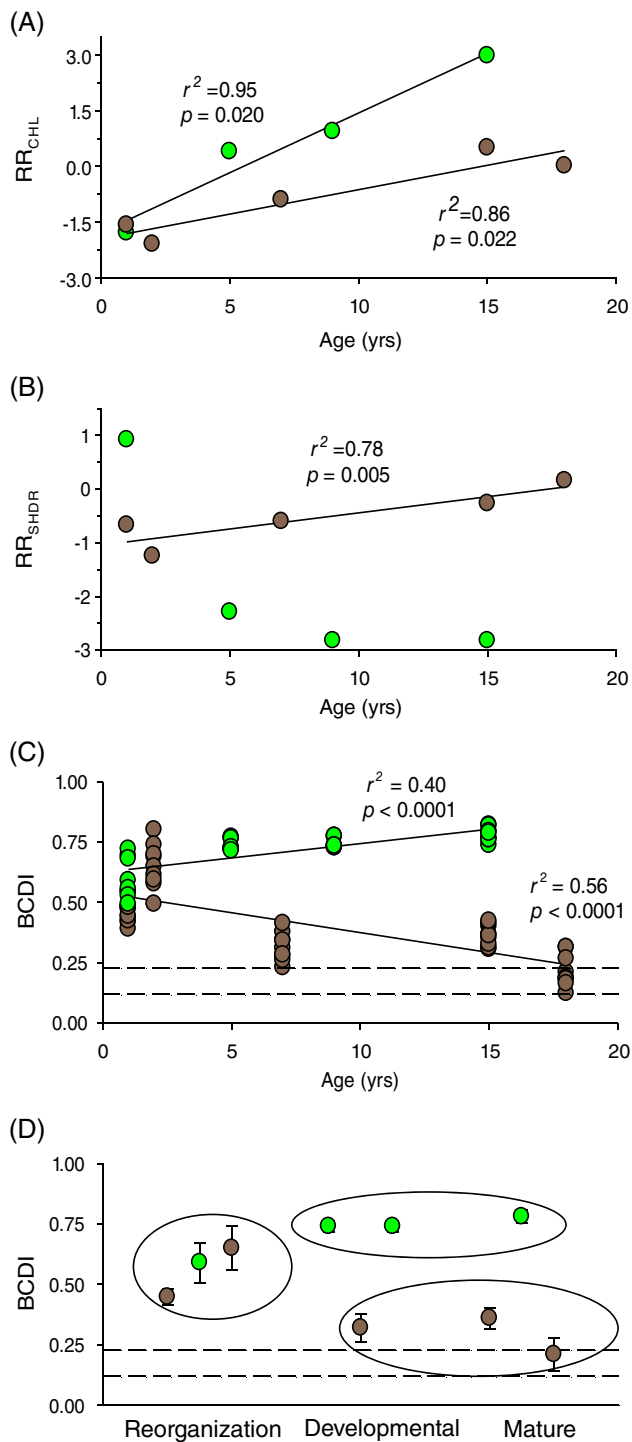 (A)
3.0
1.5
0.0
-1.5
-3.0
RR_CHL
r² =0.95
p = 0.020
r²=0.86
p = 0.022
0 5 10 15 20
Age (yrs)
(B)
1
0
-1
-2
-3
RR_SHDR
r² =0.78
p = 0.005
0 5 10 15 20
Age (yrs)
(C)
1.00
0.75
0.50
0.25
0.00
BCDI
r² = 0.40
p < 0.0001
r² = 0.56
p < 0.0001
0 5 10 15 20
Age (yrs)
(D)
1.00
0.75
0.50
0.25
0.00
BCDI
Reorganization Developmental Mature